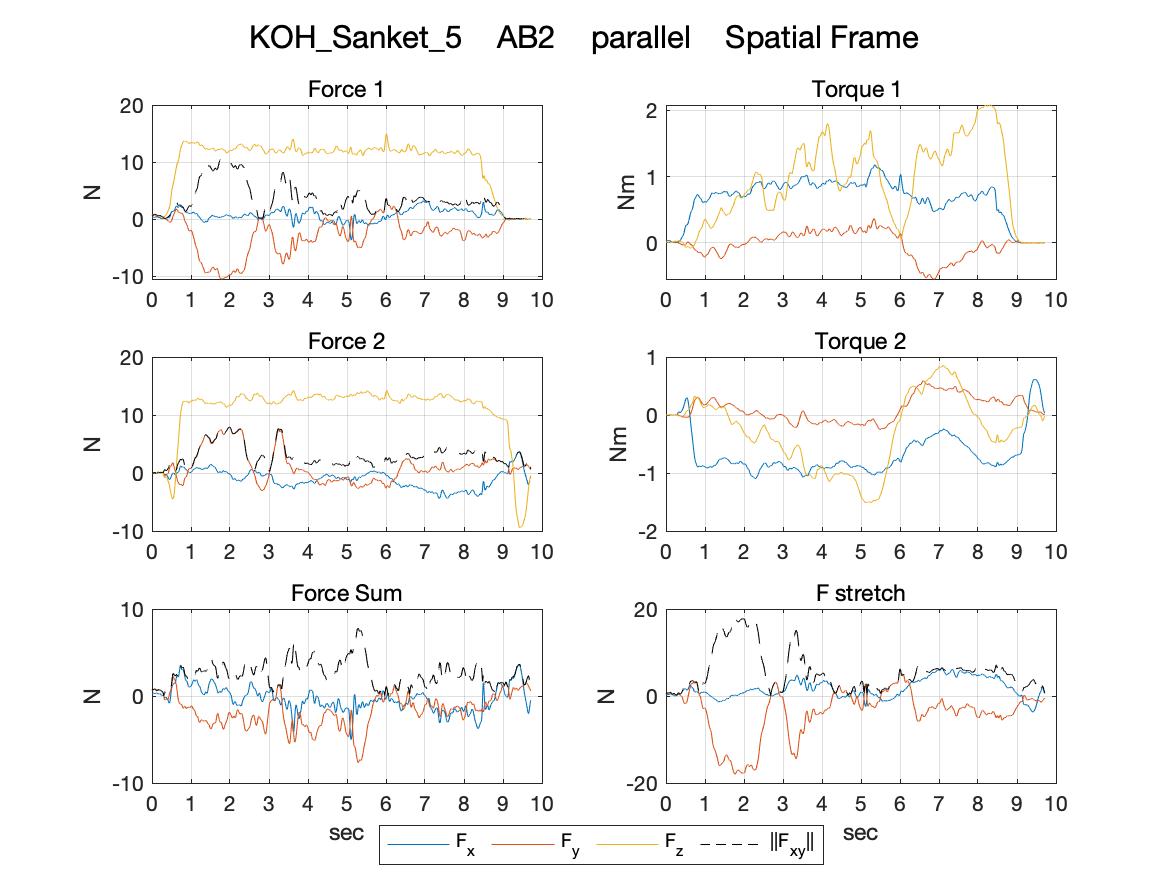 KOH_Sanket_5 AB2 parallel Spatial Frame
Force 1
20
10
0
-10
N
0 1 2 3 4 5 6 7 8 9 10
Torque 1
2
1
0
Nm
0 1 2 3 4 5 6 7 8 9 10
Force 2
20
10
0
-10
N
0 1 2 3 4 5 6 7 8 9 10
Torque 2
1
0
-1
-2
Nm
0 1 2 3 4 5 6 7 8 9 10
Force Sum
10
0
-10
N
0 1 2 3 4 5 6 7 8 9 10
sec
F stretch
20
0
-20
N
0 1 2 3 4 5 6 7 8 9 10
sec
F_x F_y F_z ||F_xy||